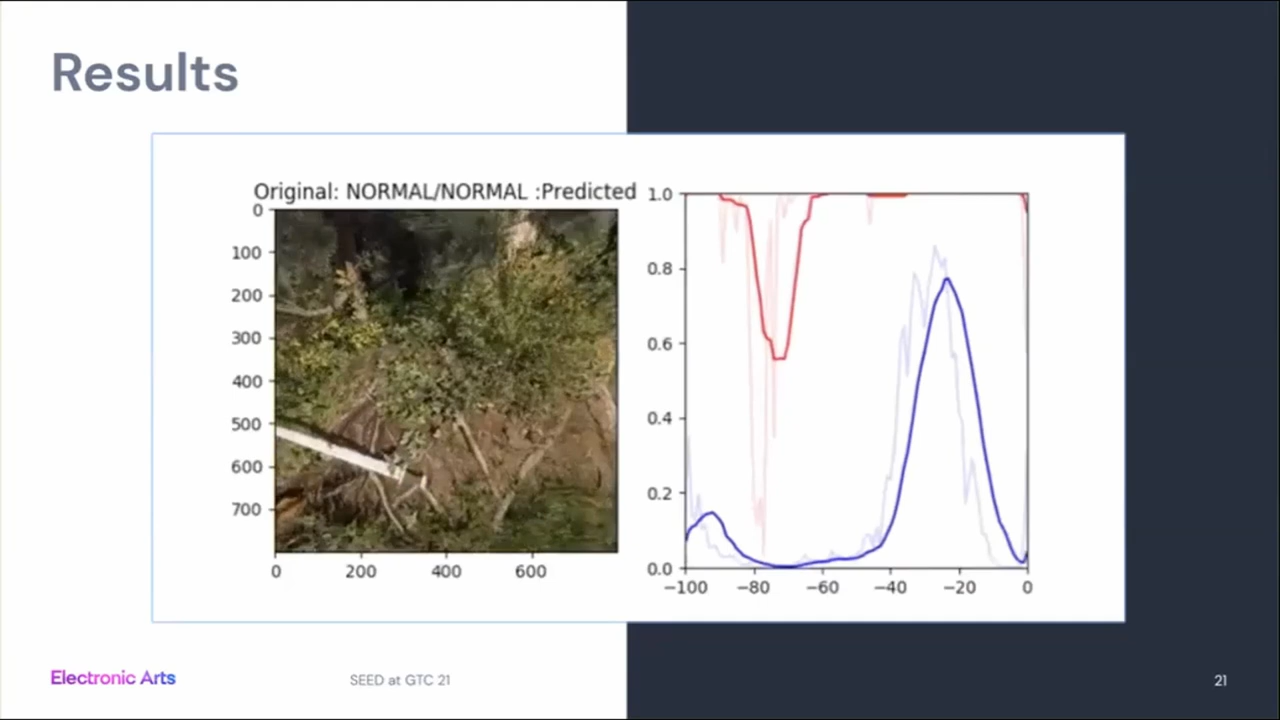 Results
Original: NORMAL/NORMAL :Predicted
0
100
200
300
400
500
600
700
0 200 400 600
1.0
0.8
0.6
0.4
0.2
0.0
−100 −80 −60 −40 −20 0
Electronic Arts
SEED at GTC 21
21